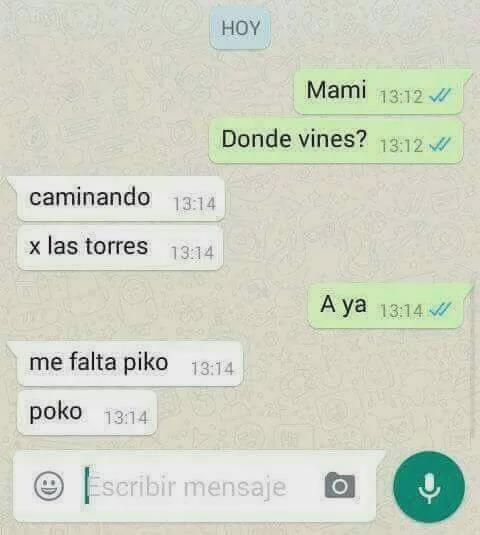 HOY
Mami 13:12
Donde vines? 13:12
caminando 13:14
x las torres 13:14
A ya 13:14
me falta piko 13:14
poko 13:14
Escribir mensaje